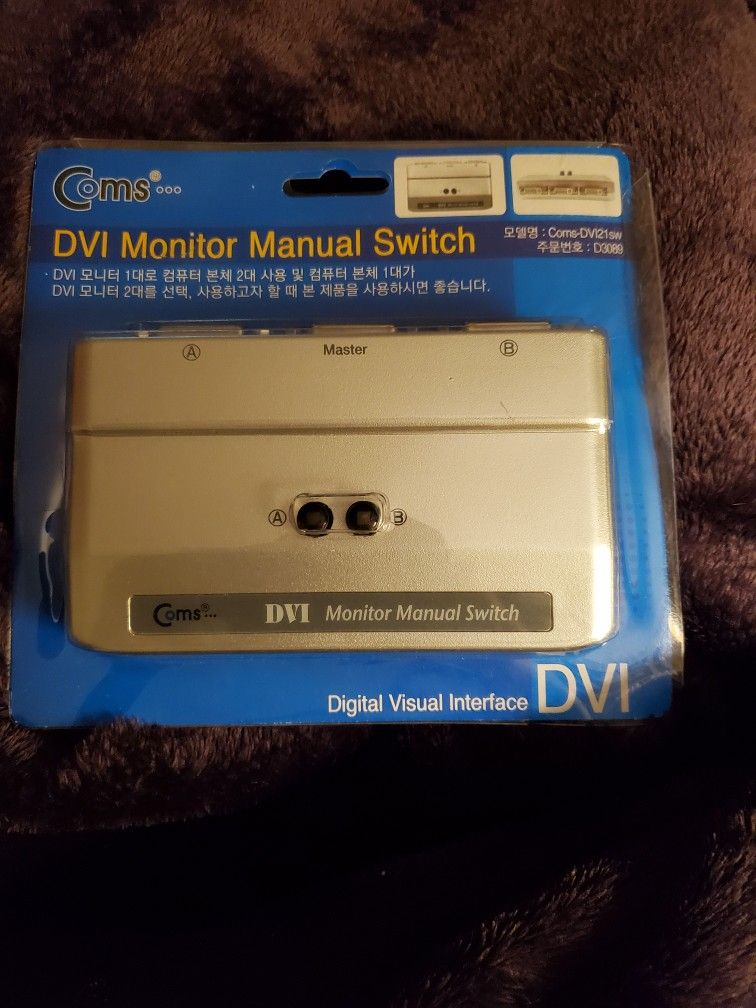 Coms®
DVI Monitor Manual Switch
모델명 : Coms-DVI21sw
주문번호 : D3089
· DVI 모니터 1대로 컴퓨터 본체 2대 사용 및 컴퓨터 본체 1대가
DVI 모니터 2대를 선택, 사용하고자 할 때 본 제품을 사용하시면 좋습니다.
Ⓐ Master Ⓑ
Ⓐ Ⓑ
Coms® DVI Monitor Manual Switch
Digital Visual Interface DVI